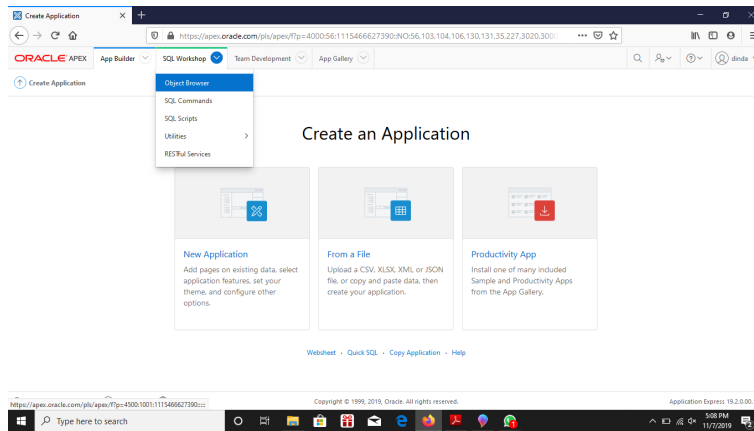 Create Application
https://apex.oracle.com/pls/apex/f?p=4000:56:1115466627390::NO:56,103,104,106,130,131,35,227,3020,300
ORACLE APEX App Builder SQL Workshop Team Development App Gallery dinda
Create Application
Object Browser
SQL Commands
SQL Scripts
Utilities
RESTful Services
Create an Application
New Application
Add pages on existing data, select
application features, set your
theme, and configure other
options.
From a File
Upload a CSV, XLSX, XML or JSON
file, or copy and paste data, then
create your application.
Productivity App
Install one of many included
Sample and Productivity Apps
from the App Gallery.
Websheet Quick SQL Copy Application Help
https://apex.oracle.com/pls/apex/f?p=4500:1001:1115466627390:::::
Copyright © 1999, 2019, Oracle. All rights reserved.
Application Express 19.2.0.00.
Type here to search
5:08 PM
11/7/2019